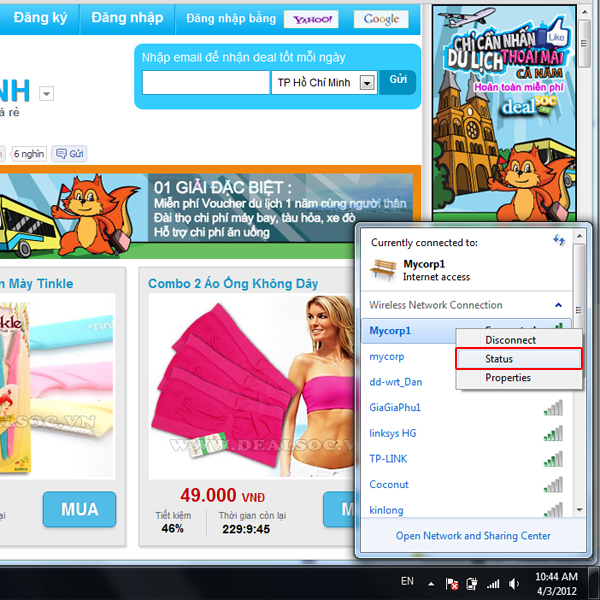 Đăng ký
Đăng nhập
Đăng nhập bằng
YAHOO!
Google
Nhập email để nhận deal tốt mỗi ngày
TP Hồ Chí Minh
Gửi
NH
á rẻ
6 nghìn
Gửi
CHỈ CẦN NHẤN Like
DU LỊCH THOẢI MÁI
CẢ NĂM
Hoàn toàn miễn phí
dealsoc
01 GIẢI ĐẶC BIỆT :
Miễn phí Voucher du lịch 1 năm cùng người thân
Đài thọ chi phí máy bay, tàu hỏa, xe đò
Hỗ trợ chi phí ăn uống
n Mày Tinkle
DEALSOC.VN
MUA
Combo 2 Áo Ống Không Dây
WWW.DEALSOC.V
49.000 VNĐ
Tiết kiệm
46%
Thời gian còn lại
229:9:45
M
Currently connected to:
Mycorp1
Internet access
Wireless Network Connection
Mycorp1
Disconnect
Status
Properties
mycorp
dd-wrt_Dan
GiaGiaPhu1
linksys HG
TP-LINK
Coconut
kinlong
Open Network and Sharing Center
EN
10:44 AM
4/3/2012